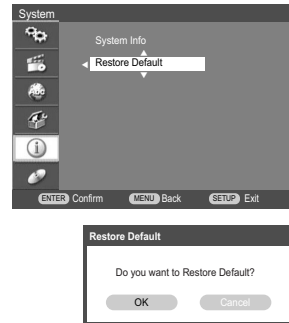 System
System Info
Restore Default
Abc
ENTER Confirm MENU Back SETUP Exit
Restore Default
Do you want to Restore Default?
OK Cancel